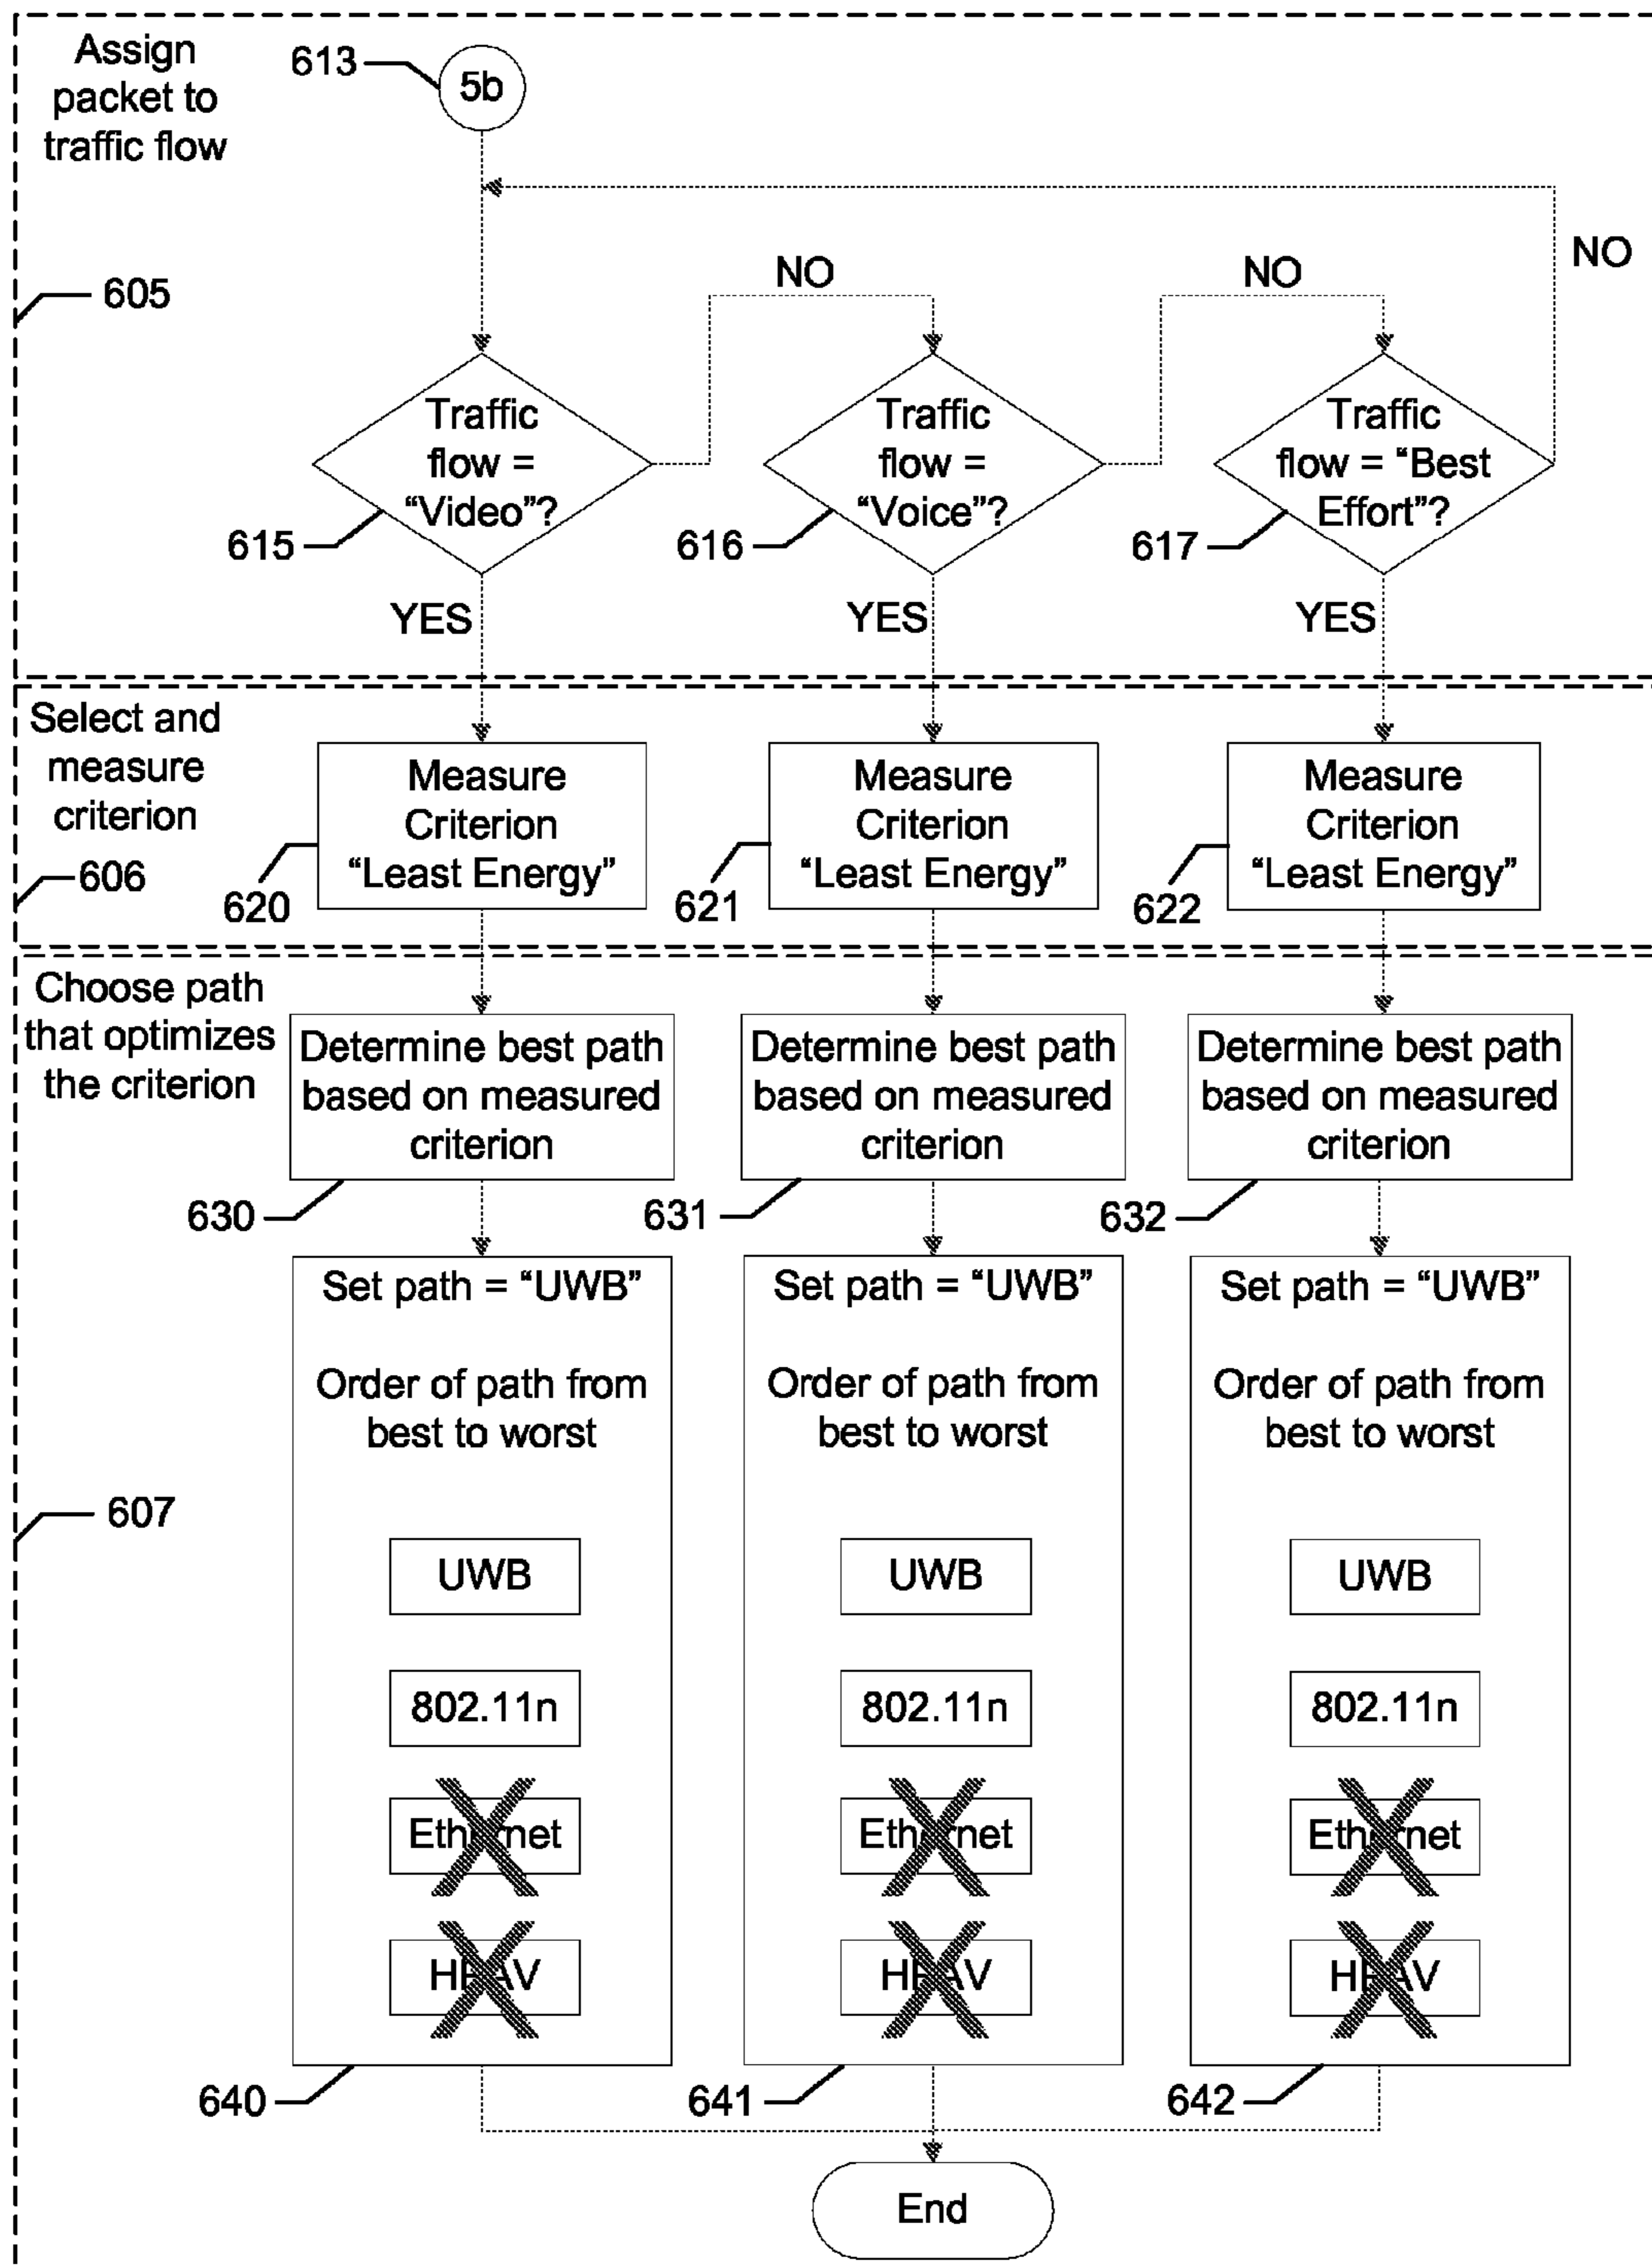 Assign
packet to
traffic flow
613
5b
605
NO
NO
NO
Traffic
flow =
“Video”?
615
Traffic
flow =
“Voice”?
616
Traffic
flow = “Best
Effort”?
617
YES
YES
YES
Select and
measure
criterion
606
Measure
Criterion
“Least Energy”
620
Measure
Criterion
“Least Energy”
621
Measure
Criterion
“Least Energy”
622
Choose path
that optimizes
the criterion
607
Determine best path
based on measured
criterion
630
Determine best path
based on measured
criterion
631
Determine best path
based on measured
criterion
632
Set path = “UWB”
Order of path from
best to worst
UWB
802.11n
Ethernet
HPAV
640
Set path = “UWB”
Order of path from
best to worst
UWB
802.11n
Ethernet
HPAV
641
Set path = “UWB”
Order of path from
best to worst
UWB
802.11n
Ethernet
HPAV
642
End